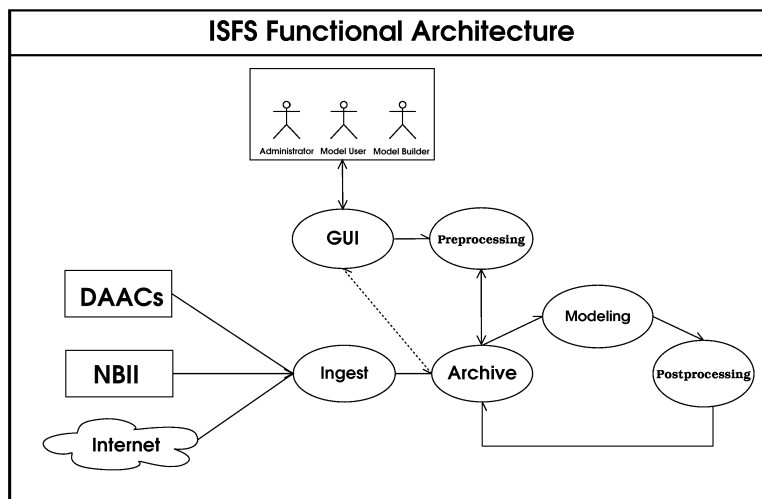 ISFS Functional Architecture
Administrator Model User Model Builder
GUI
Preprocessing
DAACs
Modeling
NBII
Ingest
Archive
Postprocessing
Internet